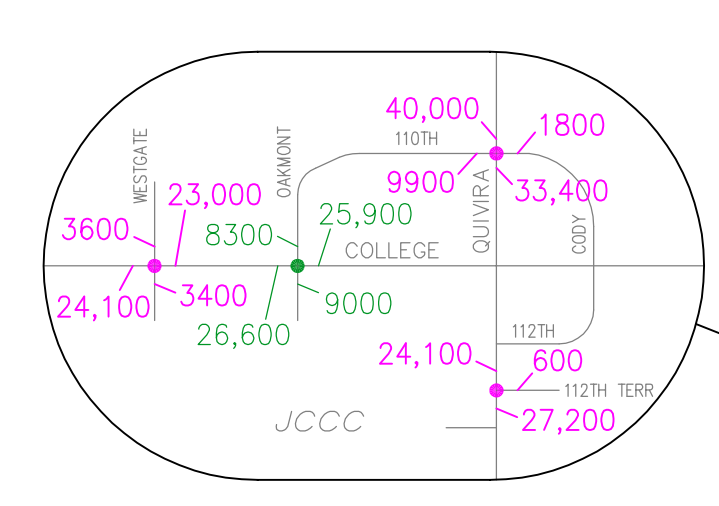 40,000
1800
110TH
WESTGATE
OAKMONT
9900
33,400
23,000
QUIVIRA
25,900
3600
8300
CODY
COLLEGE
24,100
3400
9000
26,600
112TH
24,100
600
112TH TERR
JCCC
27,200